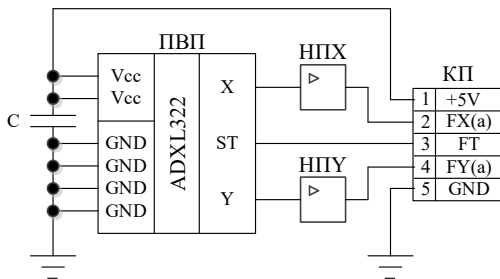 ПВП
НПХ
КП
Vcc
Vcc
GND
GND
GND
GND
ADXL322
X
ST
Y
C
НПY
1 +5V
2 FX(a)
3 FT
4 FY(a)
5 GND